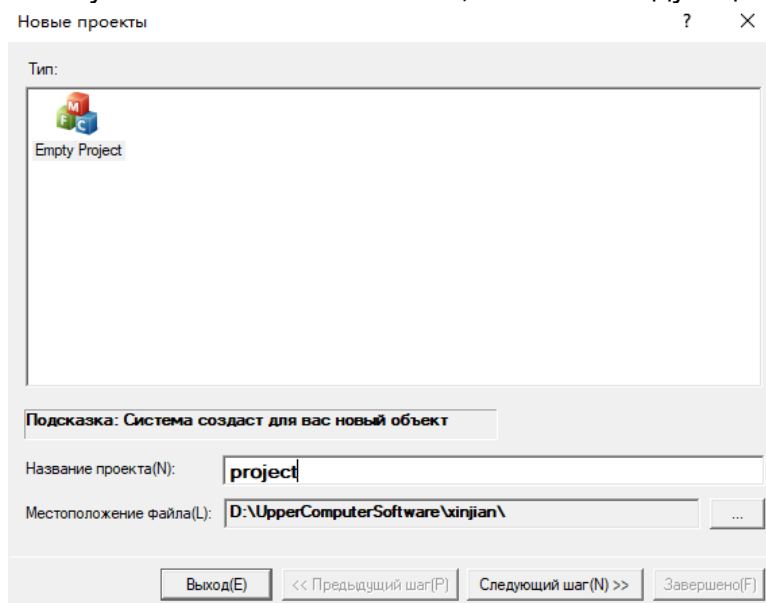 Новые проекты ? ×
Тип:
M F C
Empty Project
Подсказка: Система создаст для вас новый объект
Название проекта(N): project
Местоположение файла(L): D:\UpperComputerSoftware\xinjian\ ...
Выход(E) << Предыдущий шаг(P) Следующий шаг(N) >> Завершено(F)